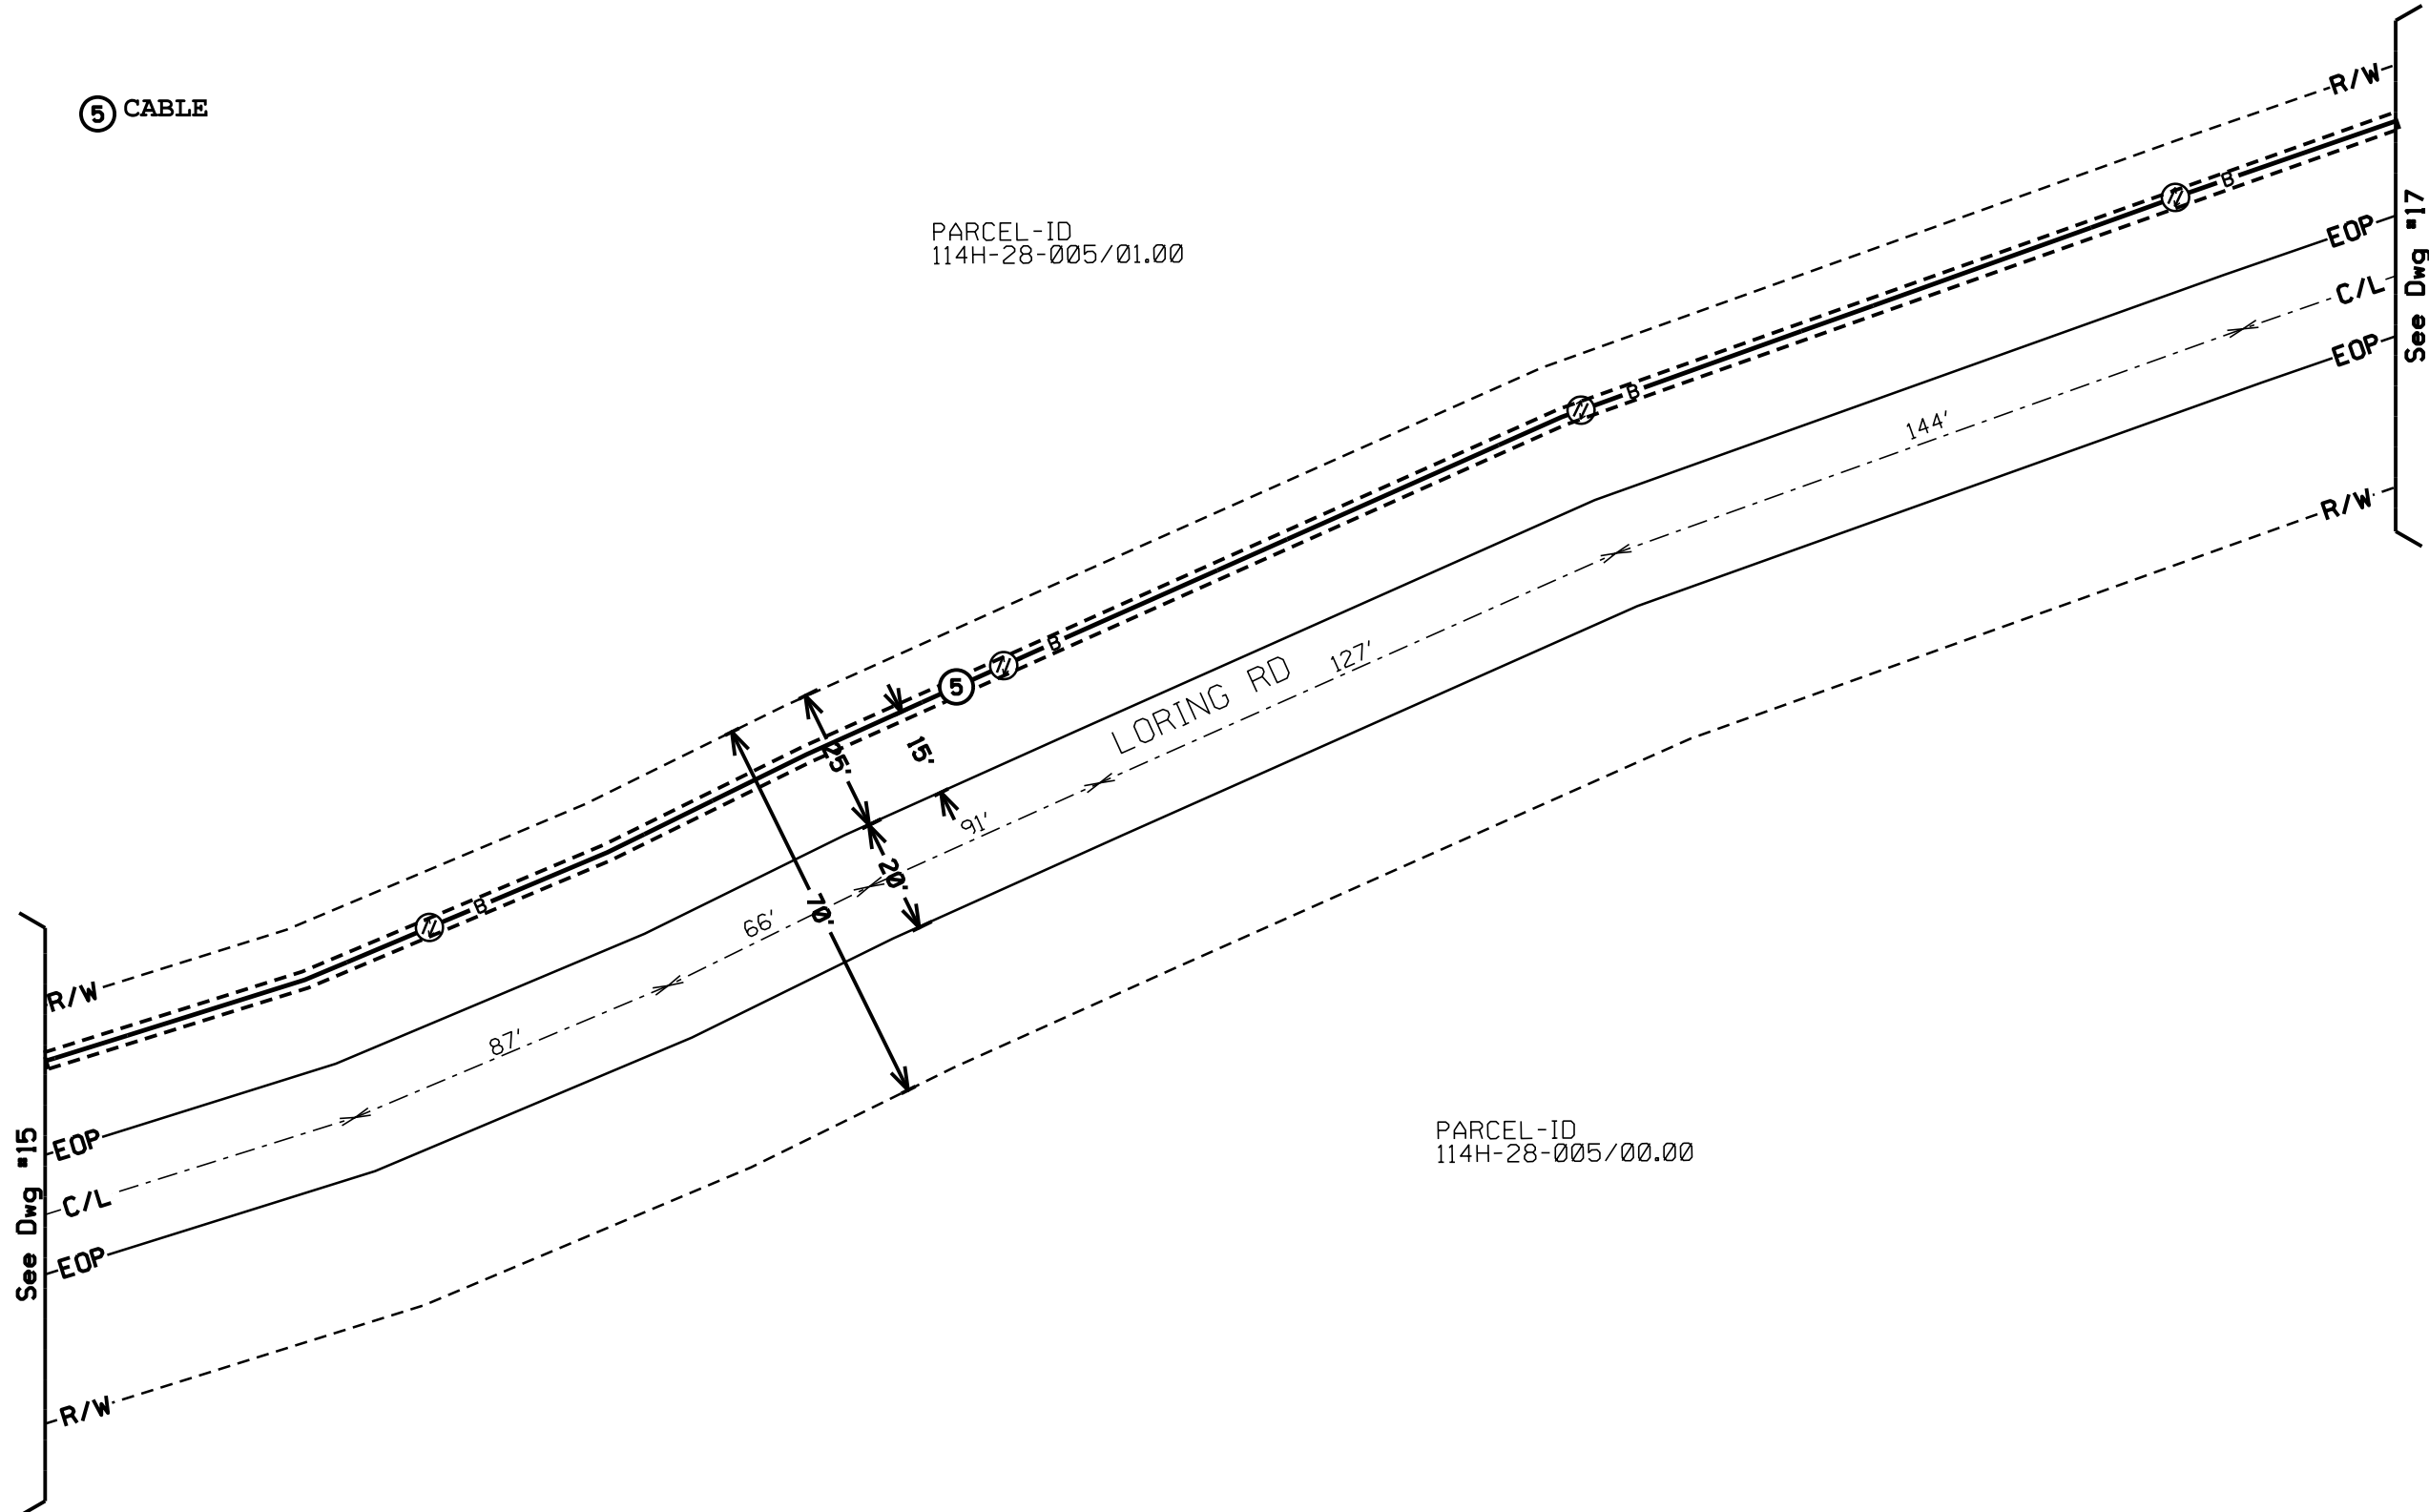 5 CABLE
R/W
See Dwg #17
B
EOP
C/L
EOP
PARCEL-ID
114H-28-005/01.00
B
144'
R/W
B
5
LORING RD
127'
25'
15'
91'
20'
70'
66'
B
87'
R/W
See Dwg #15
EOP
C/L
EOP
R/W
PARCEL-ID
114H-28-005/00.00